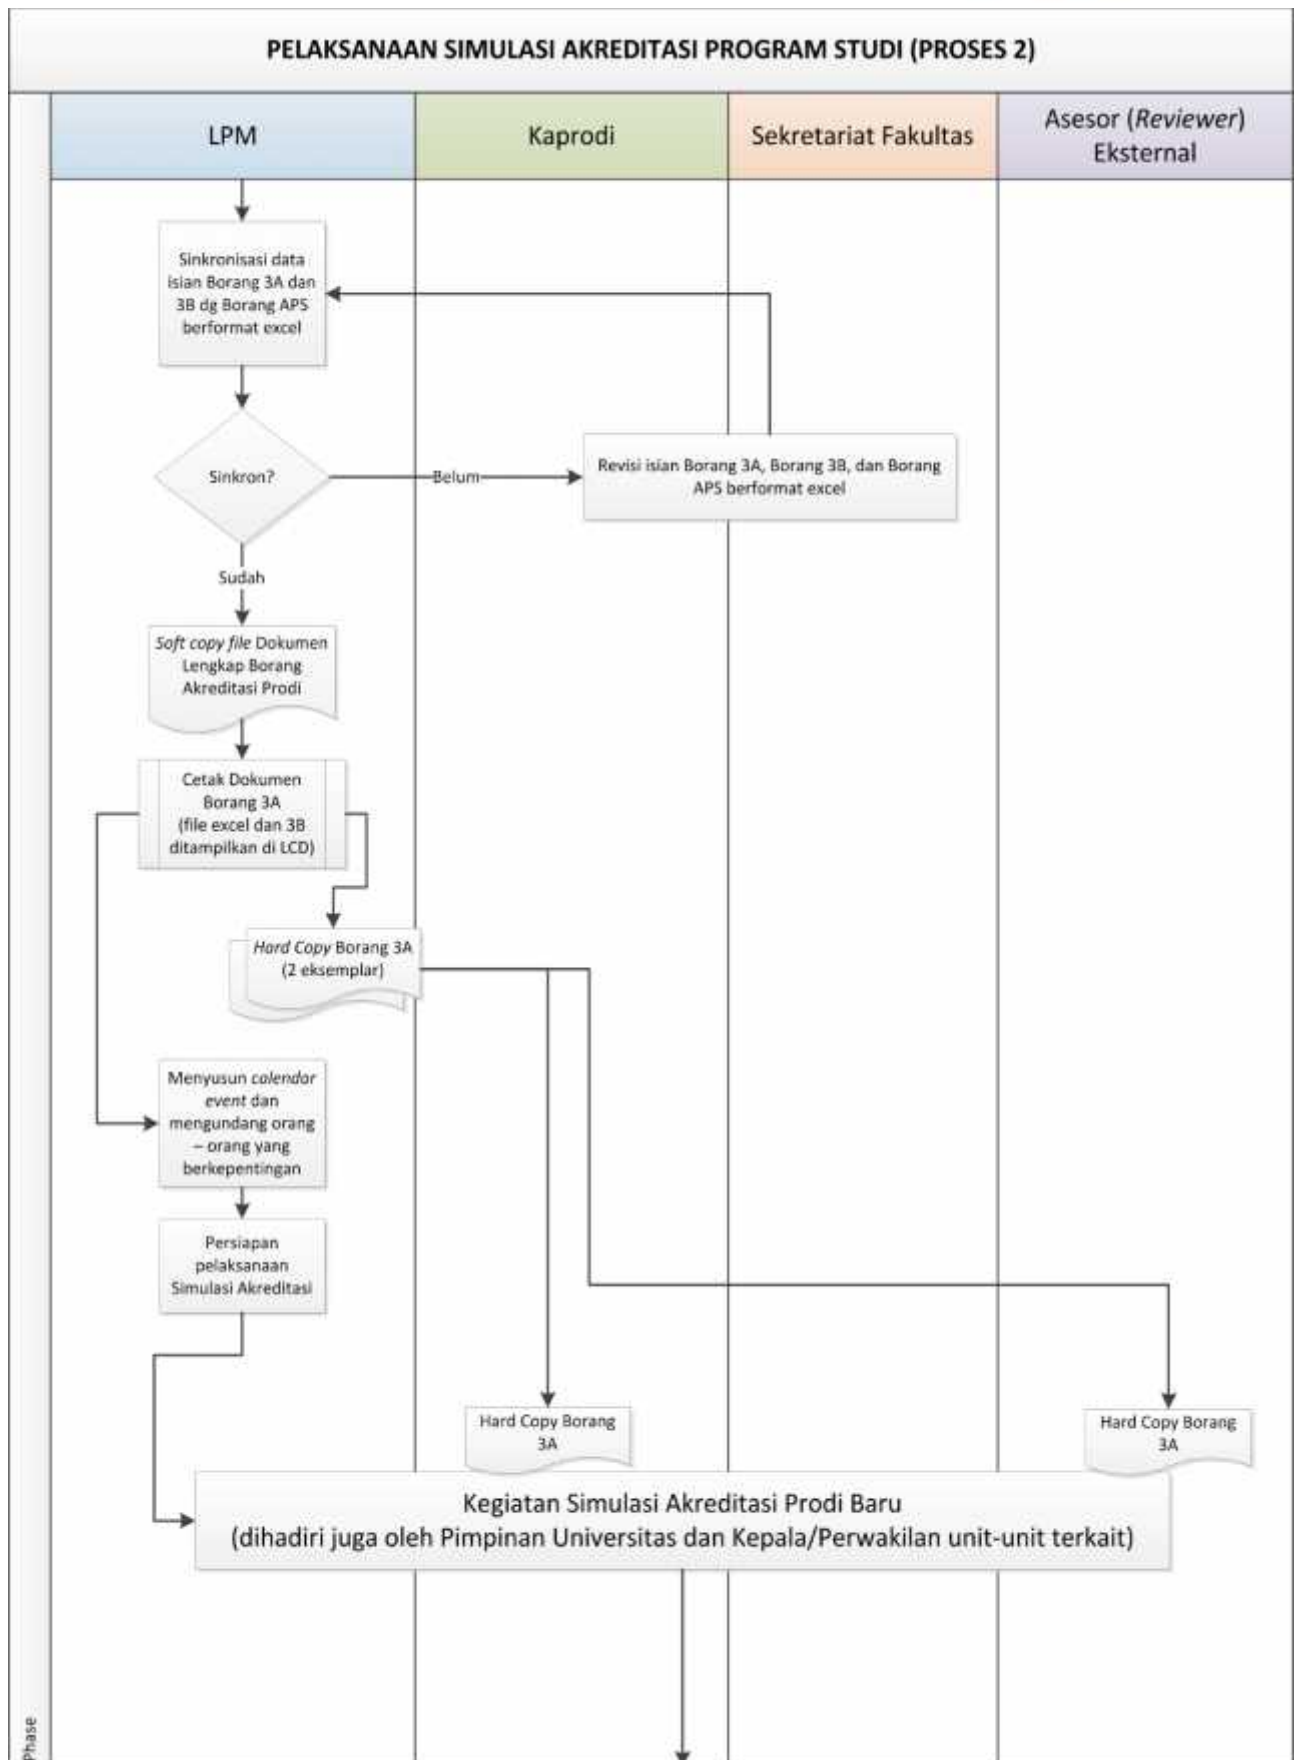 PELAKSANAAN SIMULASI AKREDITASI PROGRAM STUDI (PROSES 2)
LPM
Kaprodi
Sekretariat Fakultas
Asesor (Reviewer)
Eksternal
Sinkronisasi data
isian Borang 3A dan
3B dg Borang APS
berformat excel
Sinkron?
Belum
Revisi isian Borang 3A, Borang 3B, dan Borang
APS berformat excel
Sudah
Soft copy file Dokumen
Lengkap Borang
Akreditasi Prodi
Cetak Dokumen
Borang 3A
(file excel dan 3B
ditampilkan di LCD)
Hard Copy Borang 3A
(2 eksemplar)
Menyusun calendar
event dan
mengundang orang
– orang yang
berkepentingan
Persiapan
pelaksanaan
Simulasi Akreditasi
Hard Copy Borang
3A
Hard Copy Borang
3A
Kegiatan Simulasi Akreditasi Prodi Baru
(dihadiri juga oleh Pimpinan Universitas dan Kepala/Perwakilan unit-unit terkait)
Phase